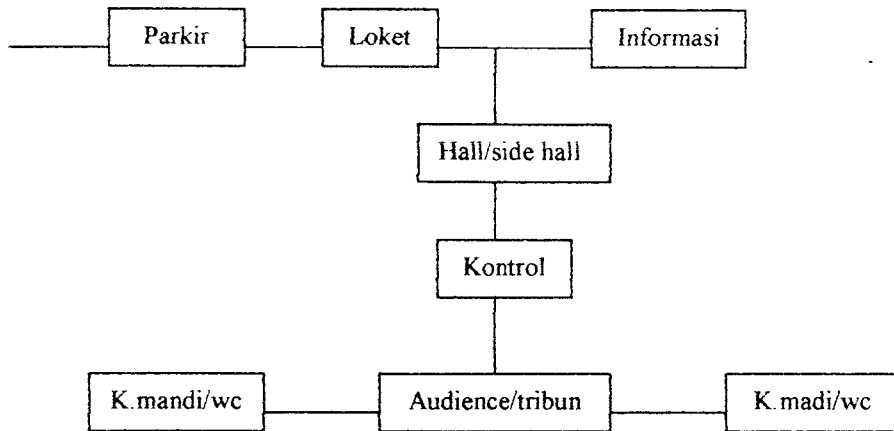 Parkir
Loket
Informasi
Hall/side hall
Kontrol
K.mandi/wc
Audience/tribun
K.madi/wc